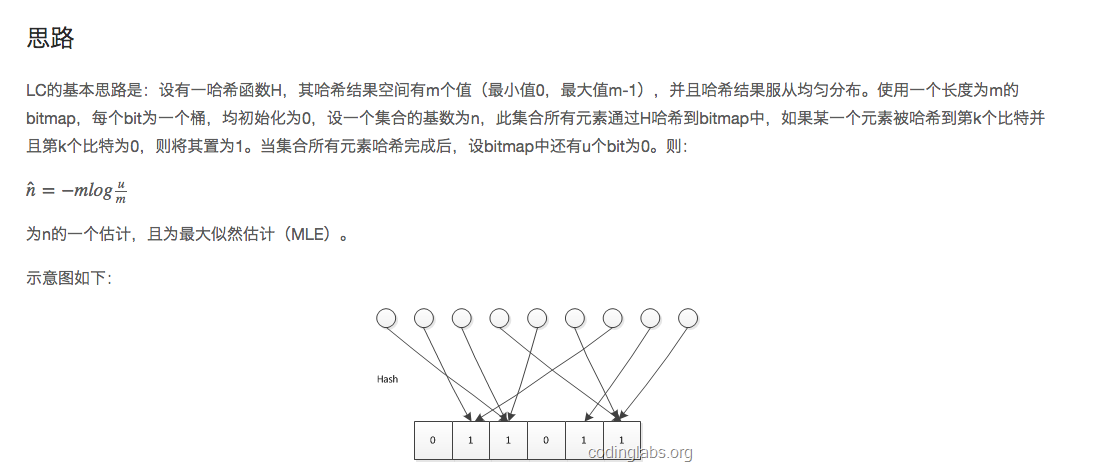 思路
LC的基本思路是：设有一哈希函数H，其哈希结果空间有m个值（最小值0，最大值m-1），并且哈希结果服从均匀分布。使用一个长度为m的
bitmap，每个bit为一个桶，均初始化为0，设一个集合的基数为n，此集合所有元素通过H哈希到bitmap中，如果某一个元素被哈希到第k个比特并
且第k个比特为0，则将其置为1。当集合所有元素哈希完成后，设bitmap中还有u个bit为0。则：
n̂ = −mlog u/m
为n的一个估计，且为最大似然估计（MLE）。
示意图如下：
Hash
0 1 1 0 1 1
codinglabs.org